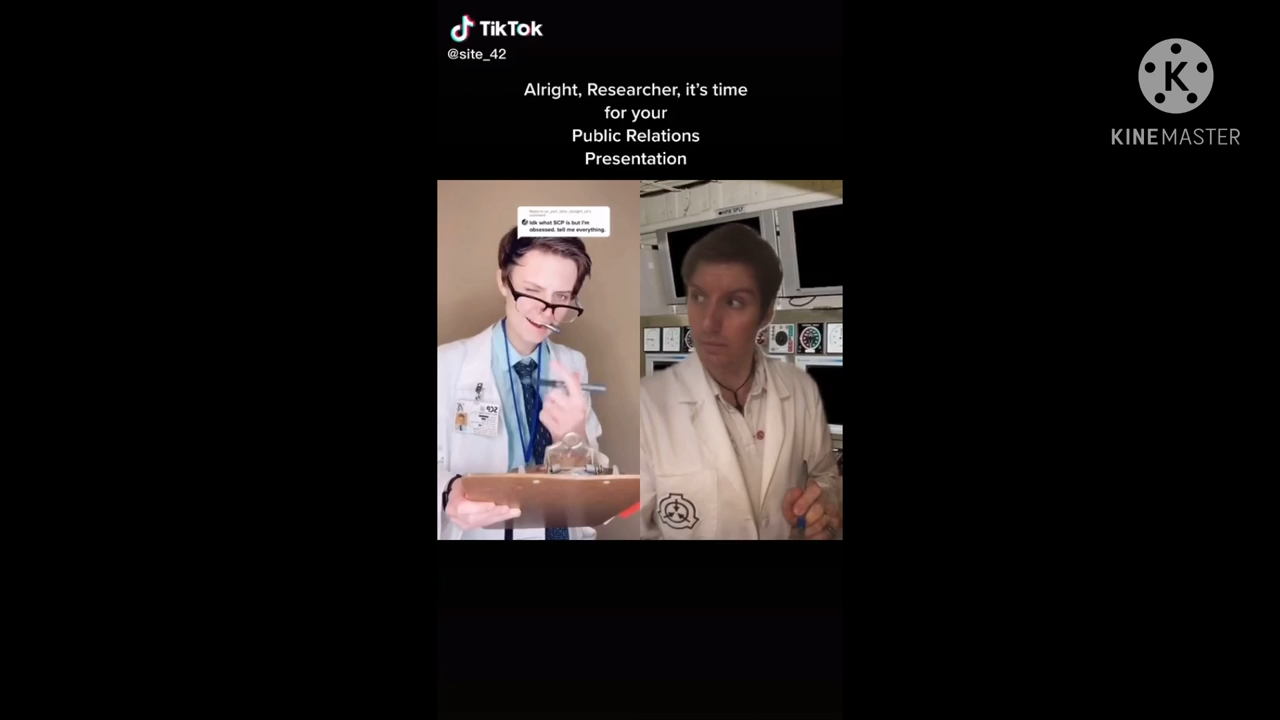 TikTok
@site_42
KINEMASTER
Alright, Researcher, it's time
for your
Public Relations
Presentation
Idk what SCP is but I'm
obsessed. tell me everything.
SCP